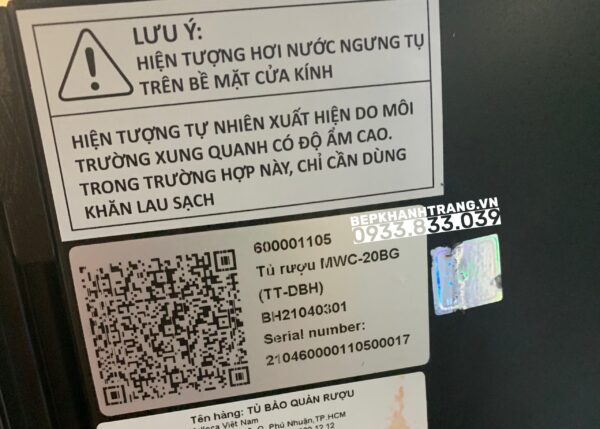 LƯU Ý:
HIỆN TƯỢNG HƠI NƯỚC NGƯNG TỤ
TRÊN BỀ MẶT CỬA KÍNH
HIỆN TƯỢNG TỰ NHIÊN XUẤT HIỆN DO MÔI
TRƯỜNG XUNG QUANH CÓ ĐỘ ẨM CAO.
TRONG TRƯỜNG HỢP NÀY, CHỈ CẦN DÙNG
KHĂN LAU SẠCH
BEPKHANHTRANG.VN
0933.833.039
600001105
Tủ rượu MWC-20BG
(TT-DBH)
BH21040301
Serial number:
210460000110500017
Tên hàng: TỦ BẢO QUẢN RƯỢU
Việt Nam
Q. Phú Nhuận, TP.HCM